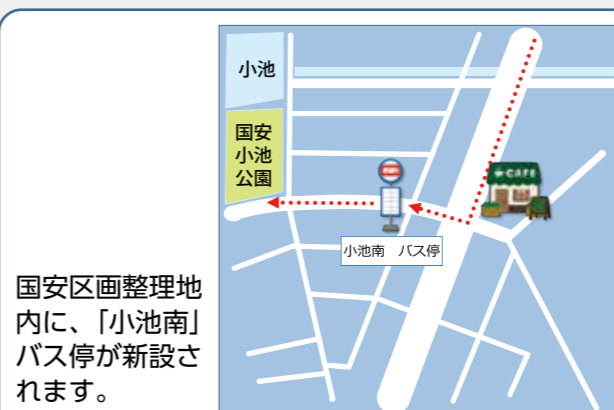 小池
国安
小池
公園
CAFE
小池南 バス停
国安区画整理地
内に、「小池南」
バス停が新設さ
れます。